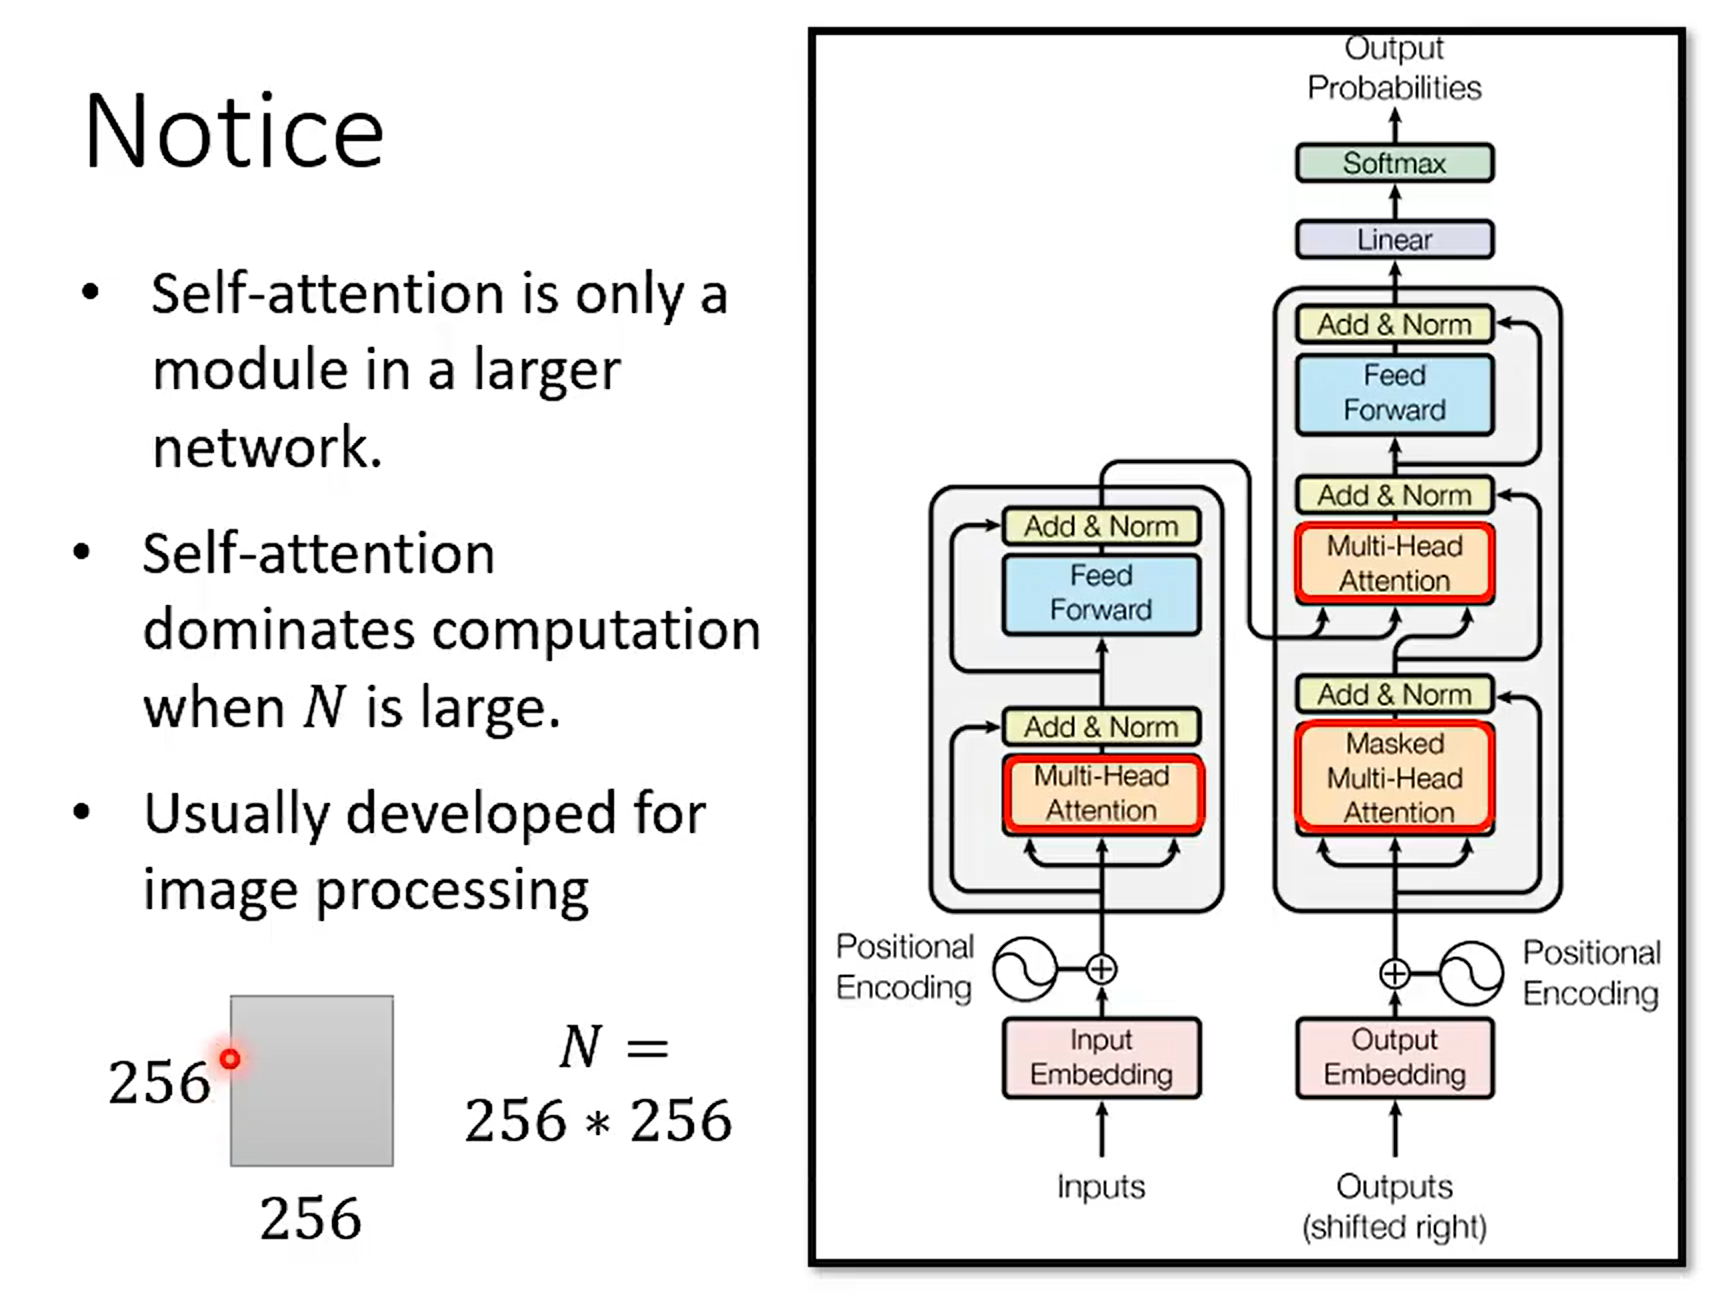 Notice
• Self-attention is only a
module in a larger
network.
• Self-attention
dominates computation
when N is large.
• Usually developed for
image processing
256
256
N =
256 ∗ 256
Output
Probabilities
Softmax
Linear
Add & Norm
Feed
Forward
Add & Norm
Multi-Head
Attention
Add & Norm
Masked
Multi-Head
Attention
Positional
Encoding
Output
Embedding
Outputs
(shifted right)
Add & Norm
Feed
Forward
Add & Norm
Multi-Head
Attention
Positional
Encoding
Input
Embedding
Inputs